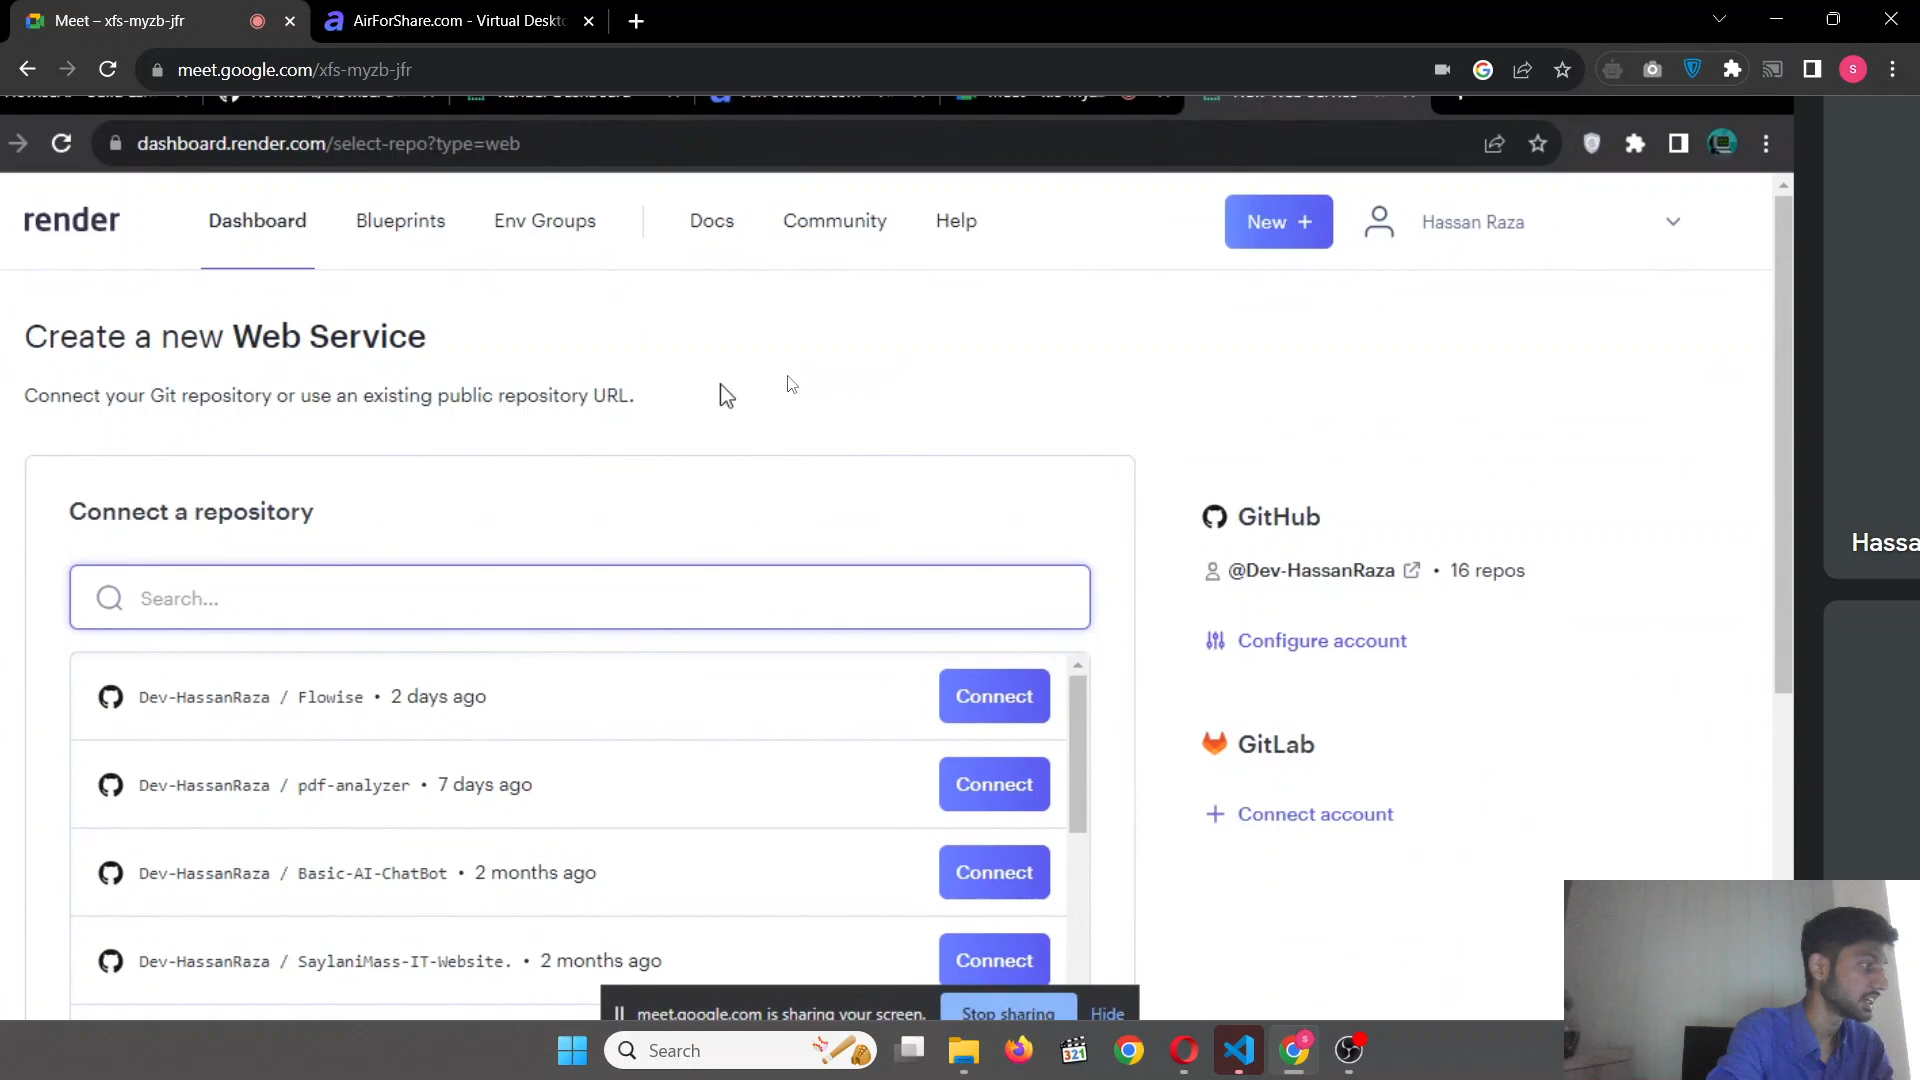 Meet – xfs-myzb-jfr
AirForShare.com - Virtual Deskto
meet.google.com/xfs-myzb-jfr
S
dashboard.render.com/select-repo?type=web
render
Dashboard
Blueprints
Env Groups
Docs
Community
Help
New +
Hassan Raza
Create a new Web Service
Connect your Git repository or use an existing public repository URL.
Connect a repository
Search...
Dev-HassanRaza / Flowise • 2 days ago
Connect
Dev-HassanRaza / pdf-analyzer • 7 days ago
Connect
Dev-HassanRaza / Basic-AI-ChatBot • 2 months ago
Connect
Dev-HassanRaza / SaylaniMass-IT-Website. • 2 months ago
Connect
GitHub
@Dev-HassanRaza • 16 repos
Configure account
GitLab
+ Connect account
Hassa
meet.google.com is sharing your screen.
Stop sharing
Hide
Search
321